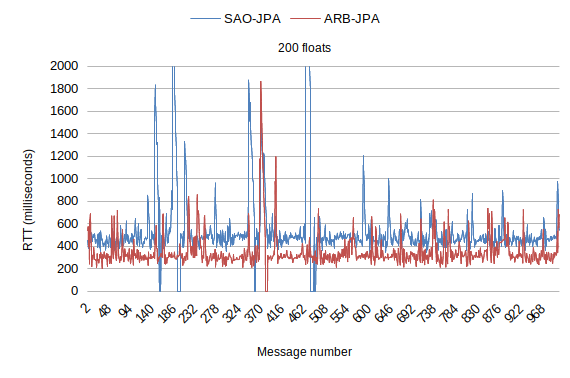 SAO-JPA ARB-JPA
200 floats
2000
1800
1600
1400
1200
1000
800
600
400
200
0
RTT (milliseconds)
2 48 94 140 186 232 278 324 370 416 462 508 554 600 646 692 738 784 830 876 922 968
Message number